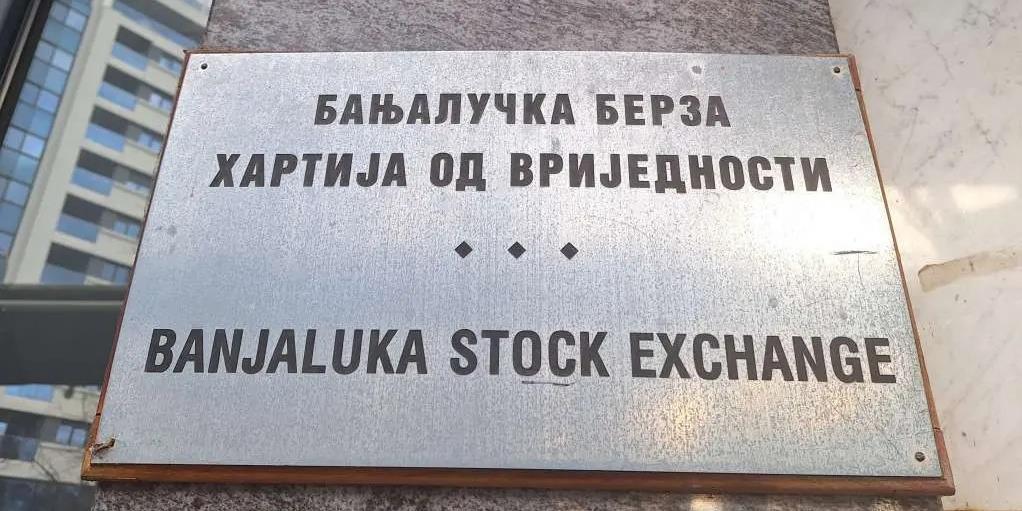 БАЊАЛУЧКА БЕРЗА
ХАРТИЈА ОД ВРИЈЕДНОСТИ
BANJALUKA STOCK EXCHANGE